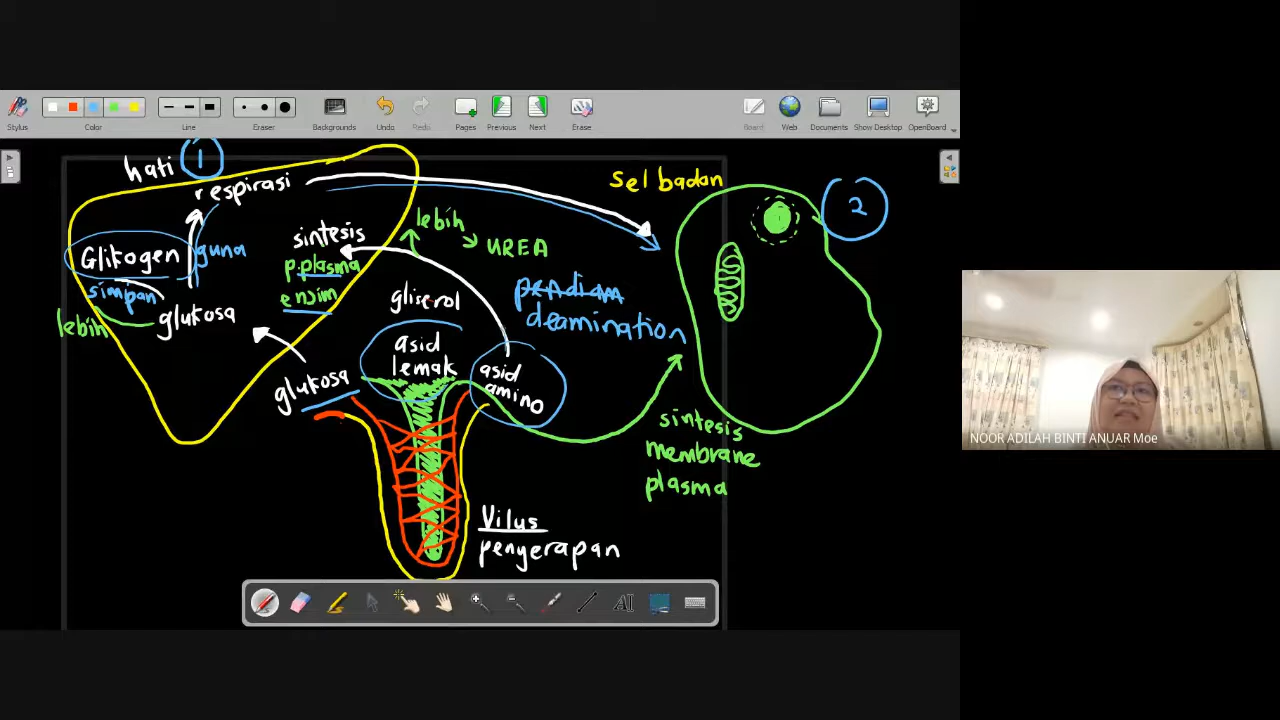 Stylus
Color
Line
Eraser
Backgrounds
Undo
Redo
Pages
Previous
Next
Erase
Board
Web
Documents
Show Desktop
OpenBoard
hati 1
respirasi
Glikogen
guna
simpan
lebih
glukosa
sintesis
p.plasma
ensim
lebih
UREA
gliserol
asid
lemak
glukosa
asid
amino
deamination
sel badan
2
sintesis
membrane
plasma
Vilus
penyerapan
NOOR ADILAH BINTI ANUAR Moe